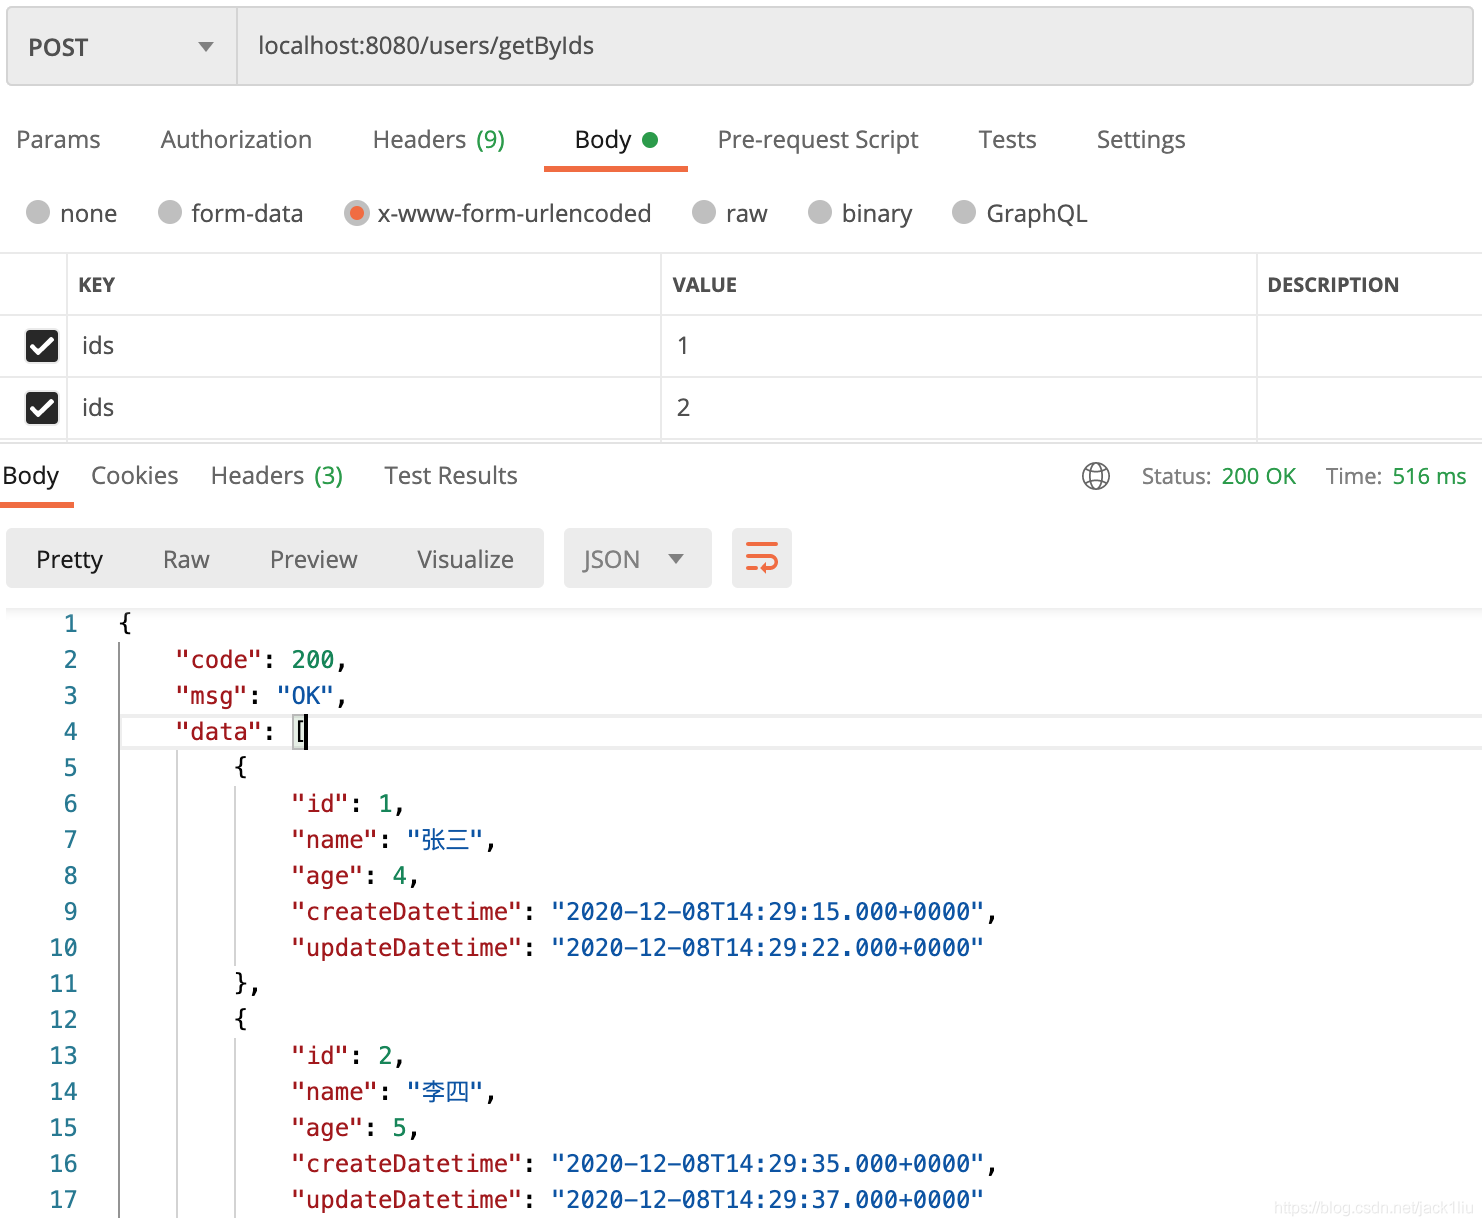 POST localhost:8080/users/getByIds
Params Authorization Headers (9) Body Pre-request Script Tests Settings
none form-data x-www-form-urlencoded raw binary GraphQL
KEY VALUE DESCRIPTION
ids 1
ids 2
Body Cookies Headers (3) Test Results Status: 200 OK Time: 516 ms
Pretty Raw Preview Visualize JSON
1 {
2 "code": 200,
3 "msg": "OK",
4 "data": [
5 {
6 "id": 1,
7 "name": "张三",
8 "age": 4,
9 "createDatetime": "2020-12-08T14:29:15.000+0000",
10 "updateDatetime": "2020-12-08T14:29:22.000+0000"
11 },
12 {
13 "id": 2,
14 "name": "李四",
15 "age": 5,
16 "createDatetime": "2020-12-08T14:29:35.000+0000",
17 "updateDatetime": "2020-12-08T14:29:37.000+0000"
https://blog.csdn.net/jack1liu